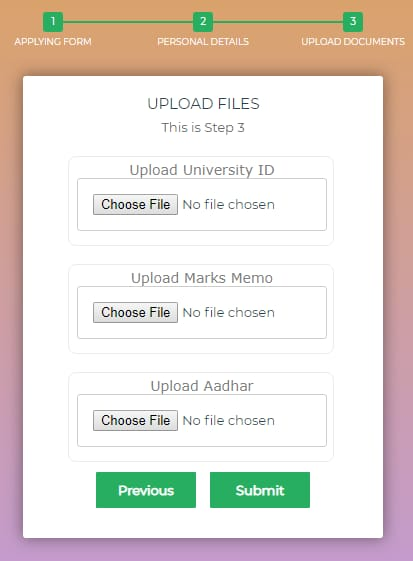 1 2 3
APPLYING FORM PERSONAL DETAILS UPLOAD DOCUMENTS
UPLOAD FILES
This is Step 3
Upload University ID
Choose File No file chosen
Upload Marks Memo
Choose File No file chosen
Upload Aadhar
Choose File No file chosen
Previous Submit